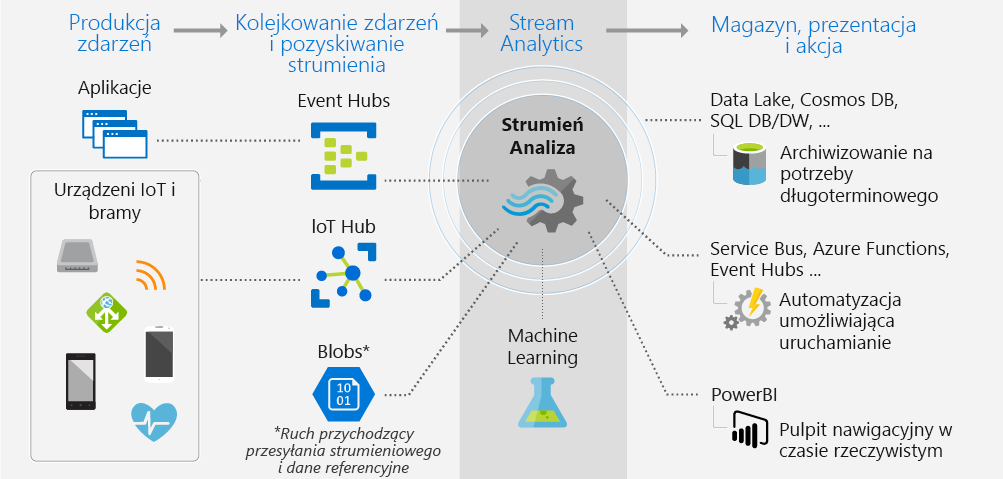 Produkcja
zdarzeń
Kolejkowanie zdarzeń
i pozyskiwanie
strumienia
Stream
Analytics
Magazyn, prezentacja
i akcja
Aplikacje
Urządzeni IoT i
bramy
Event Hubs
IoT Hub
Blobs*
10
01
*Ruch przychodzący
przesyłania strumieniowego
i dane referencyjne
Strumień
Analiza
Machine
Learning
Data Lake, Cosmos DB,
SQL DB/DW, ...
Archiwizowanie na
potrzeby
długoterminowego
Service Bus, Azure Functions,
Event Hubs ...
Automatyzacja
umożliwiająca
uruchamianie
PowerBI
Pulpit nawigacyjny w
czasie rzeczywistym